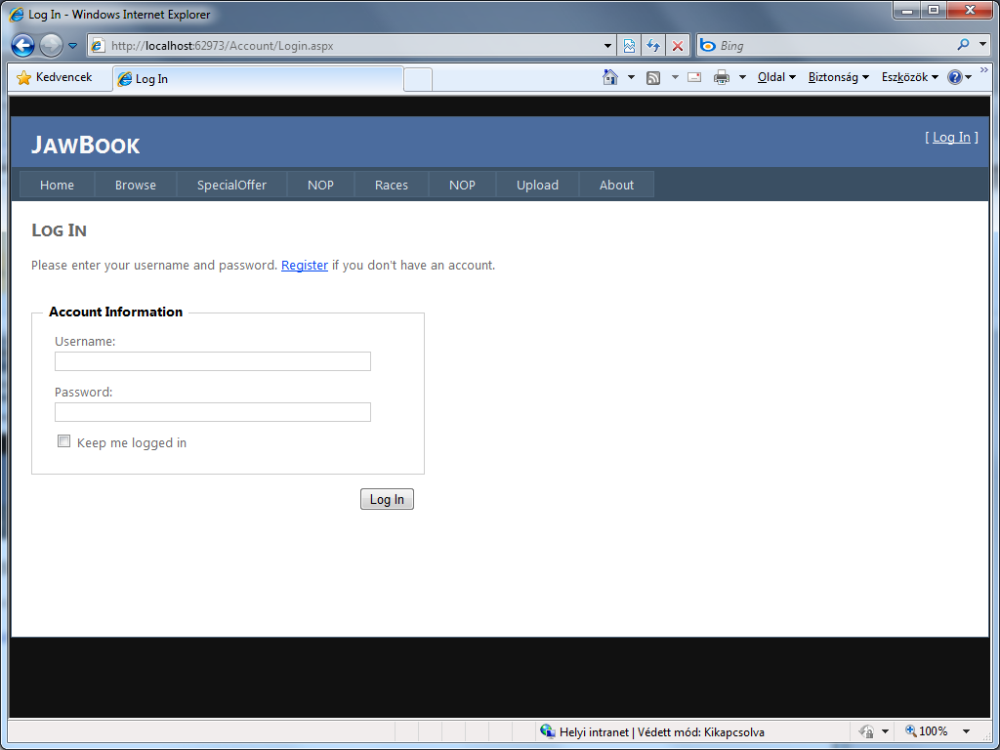 Log In - Windows Internet Explorer
http://localhost:62973/Account/Login.aspx
Bing
Kedvencek
Log In
Oldal
Biztonság
Eszközök
»
JawBook
[ Log In ]
Home Browse SpecialOffer NOP Races NOP Upload About
Log In
Please enter your username and password. Register if you don't have an account.
Account Information
Username:
Password:
Keep me logged in
Log In
Helyi intranet | Védett mód: Kikapcsolva
100%